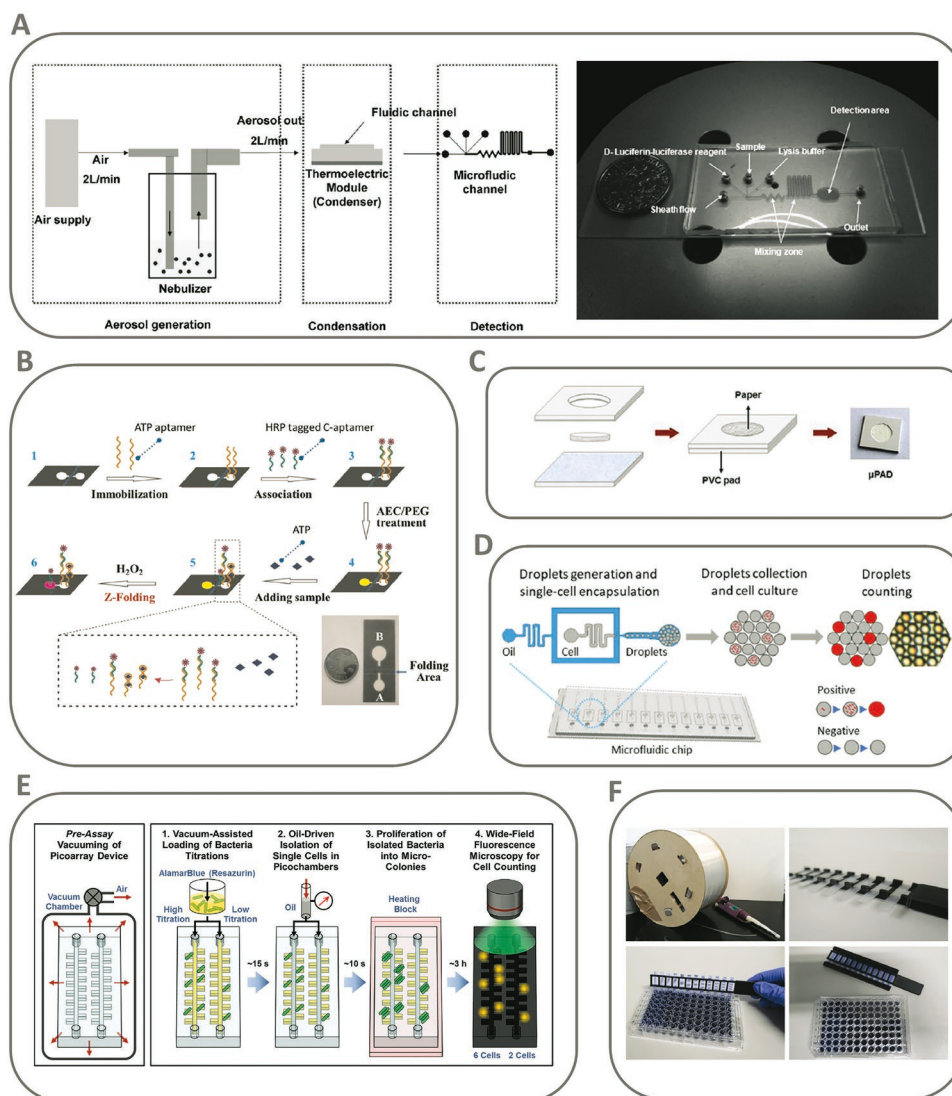 A
Fluidic channel
Aerosol out
2L/min
Air
2L/min
Air supply
Nebulizer
Thermoelectric
Module
(Condenser)
Microfludic
channel
Aerosol generation
Condensation
Detection
Detection area
Sample
Lysis buffer
D- Luciferin-luciferase reagent
Sheath flow
Outlet
Mixing zone
B
ATP aptamer
HRP tagged C-aptamer
1
2
3
Immobilization
Association
AEC/PEG
treatment
ATP
6
5
4
H2O2
Z-Folding
Adding sample
B
Folding
Area
A
C
Paper
PVC pad
µPAD
D
Droplets generation and
single-cell encapsulation
Droplets collection
and cell culture
Droplets
counting
Oil
Cell
Droplets
Positive
Negative
Microfluidic chip
E
Pre-Assay
Vacuuming of
Picoarray Device
Vacuum
Chamber
Air
1. Vacuum-Assisted
Loading of Bacteria
Titrations
AlamarBlue (Resazurin)
High
Titration
Low
Titration
~15 s
2. Oil-Driven
Isolation of
Single Cells in
Picochambers
Oil
~10 s
3. Proliferation of
Isolated Bacteria
into Micro-
Colonies
Heating
Block
~3 h
4. Wide-Field
Fluorescence
Microscopy for
Cell Counting
6 Cells
2 Cells
F